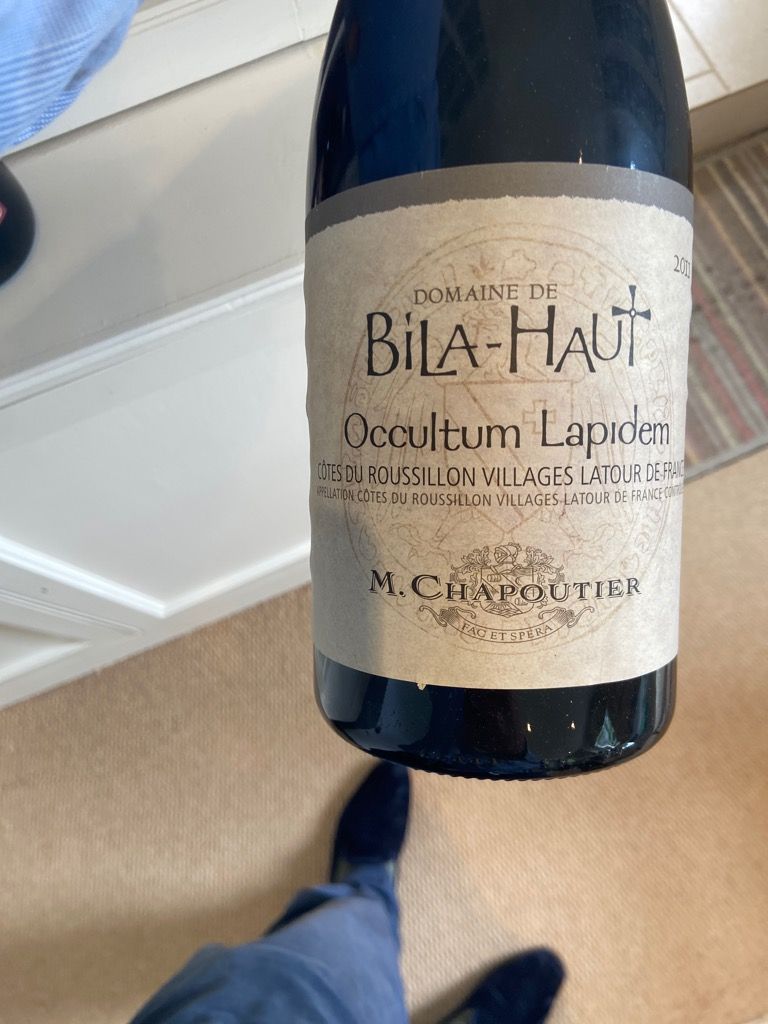 2011
DOMAINE DE
BiLA-HAUT
Occultum Lapidem
CÔTES DU ROUSSILLON VILLAGES LATOUR DE FRANCE
APPELLATION CÔTES DU ROUSSILLON VILLAGES LATOUR DE FRANCE
M. CHAPOUTIER
FAC ET SPERA